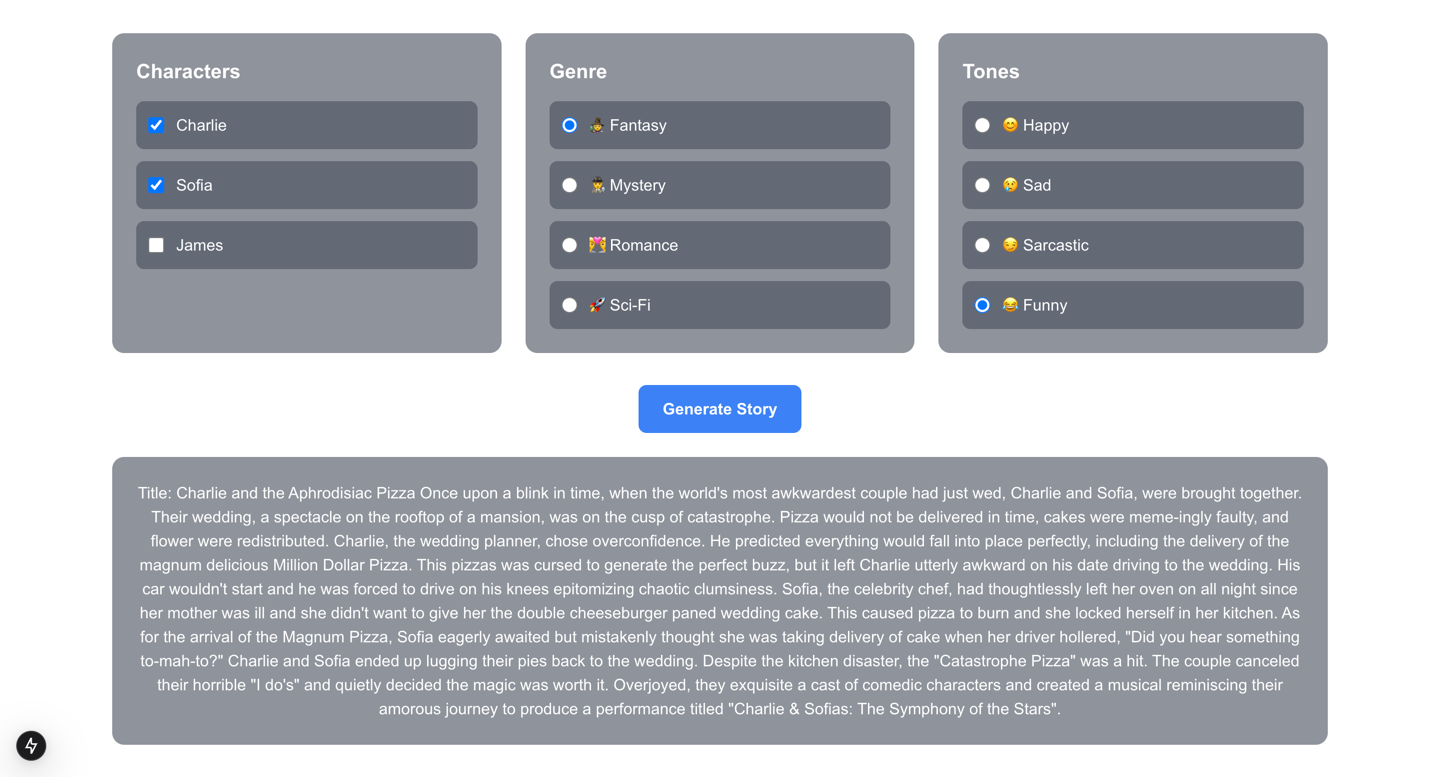 Characters
Charlie
Sofia
James
Genre
Fantasy
Mystery
Romance
Sci-Fi
Tones
Happy
Sad
Sarcastic
Funny
Generate Story
Title: Charlie and the Aphrodisiac Pizza Once upon a blink in time, when the world's most awkwardest couple had just wed, Charlie and Sofia, were brought together.
Their wedding, a spectacle on the rooftop of a mansion, was on the cusp of catastrophe. Pizza would not be delivered in time, cakes were meme-ingly faulty, and
flower were redistributed. Charlie, the wedding planner, chose overconfidence. He predicted everything would fall into place perfectly, including the delivery of the
magnum delicious Million Dollar Pizza. This pizzas was cursed to generate the perfect buzz, but it left Charlie utterly awkward on his date driving to the wedding. His
car wouldn't start and he was forced to drive on his knees epitomizing chaotic clumsiness. Sofia, the celebrity chef, had thoughtlessly left her oven on all night since
her mother was ill and she didn't want to give her the double cheeseburger paned wedding cake. This caused pizza to burn and she locked herself in her kitchen. As
for the arrival of the Magnum Pizza, Sofia eagerly awaited but mistakenly thought she was taking delivery of cake when her driver hollered, "Did you hear something
to-mah-to?" Charlie and Sofia ended up lugging their pies back to the wedding. Despite the kitchen disaster, the "Catastrophe Pizza" was a hit. The couple canceled
their horrible "I do's" and quietly decided the magic was worth it. Overjoyed, they exquisite a cast of comedic characters and created a musical reminiscing their
amorous journey to produce a performance titled "Charlie & Sofias: The Symphony of the Stars".